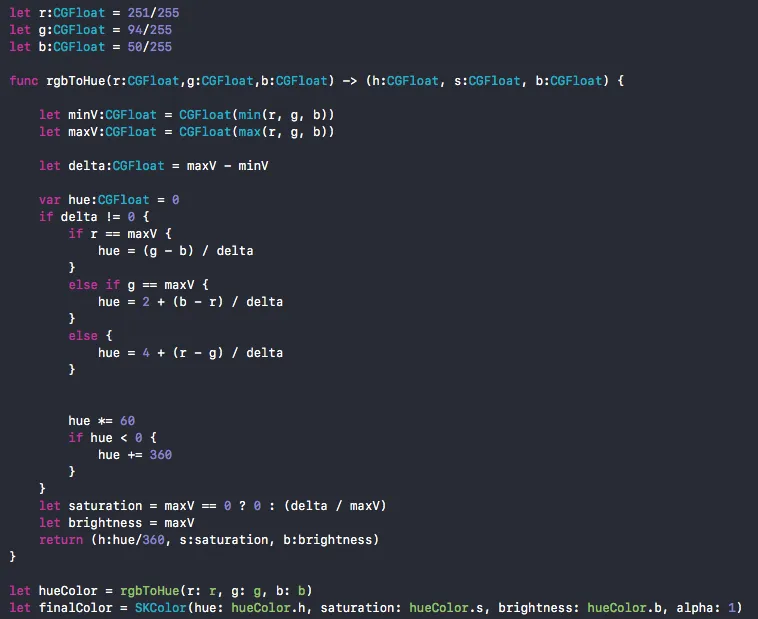 let r:CGFloat = 251/255
let g:CGFloat = 94/255
let b:CGFloat = 50/255
func rgbToHue(r:CGFloat,g:CGFloat,b:CGFloat) -> (h:CGFloat, s:CGFloat, b:CGFloat) {
    let minV:CGFloat = CGFloat(min(r, g, b))
    let maxV:CGFloat = CGFloat(max(r, g, b))
    let delta:CGFloat = maxV - minV
    var hue:CGFloat = 0
    if delta != 0 {
        if r == maxV {
            hue = (g - b) / delta
        }
        else if g == maxV {
            hue = 2 + (b - r) / delta
        }
        else {
            hue = 4 + (r - g) / delta
        }
        hue *= 60
        if hue < 0 {
            hue += 360
        }
    }
    let saturation = maxV == 0 ? 0 : (delta / maxV)
    let brightness = maxV
    return (h:hue/360, s:saturation, b:brightness)
}
let hueColor = rgbToHue(r: r, g: g, b: b)
let finalColor = SKColor(hue: hueColor.h, saturation: hueColor.s, brightness: hueColor.b, alpha: 1)